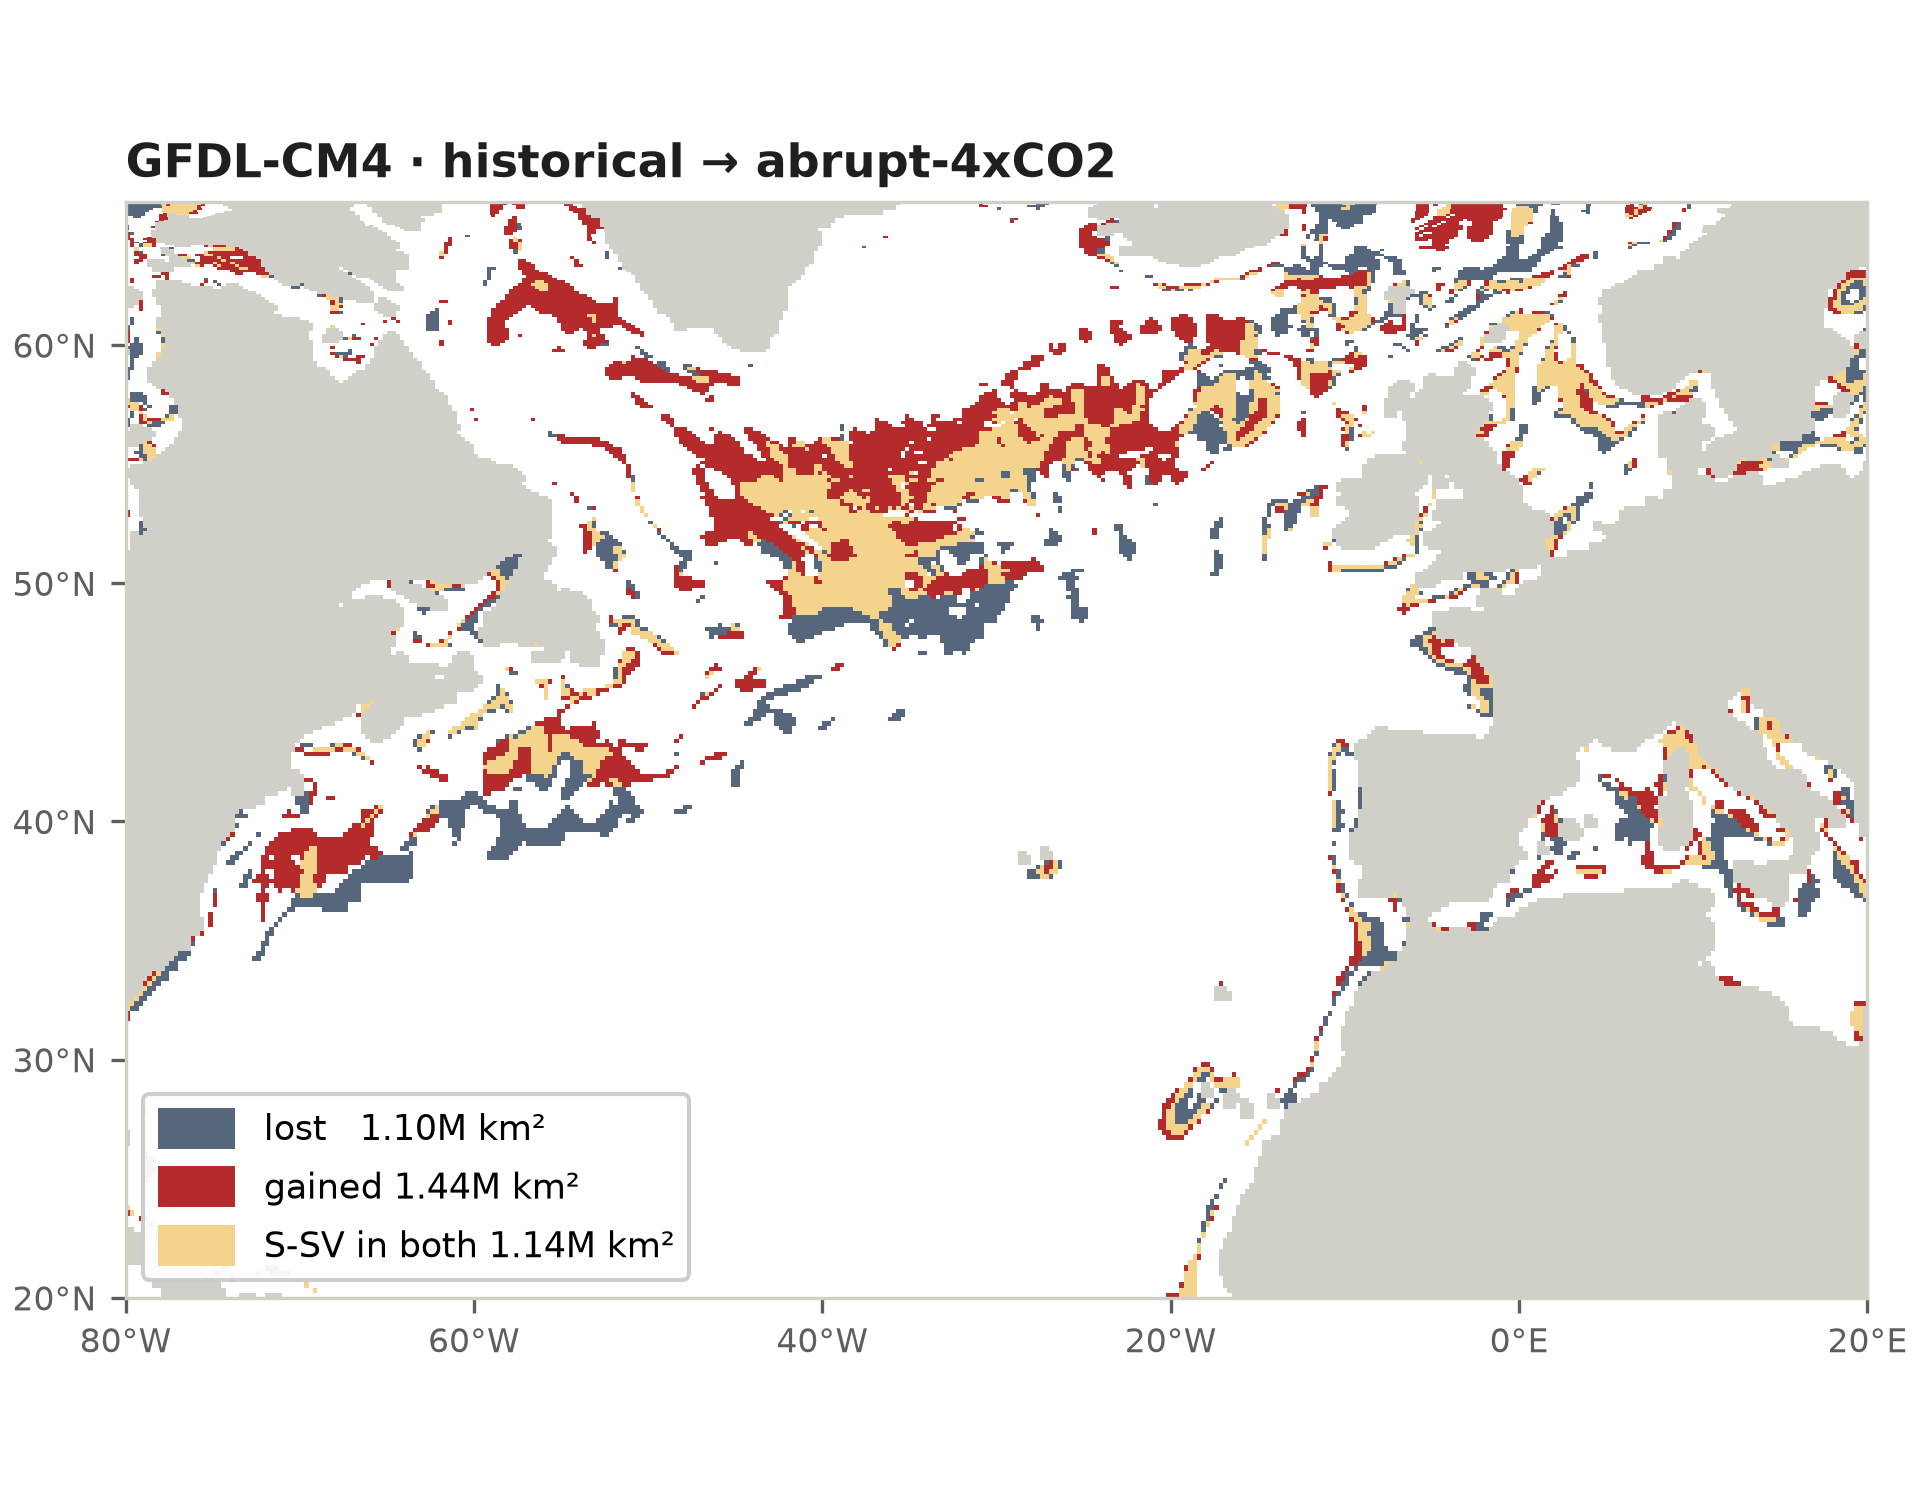 GFDL-CM4 · historical → abrupt-4xCO2
60°N
50°N
40°N
30°N
20°N
lost 1.10M km²
gained 1.44M km²
S-SV in both 1.14M km²
80°W 60°W 40°W 20°W 0°E 20°E